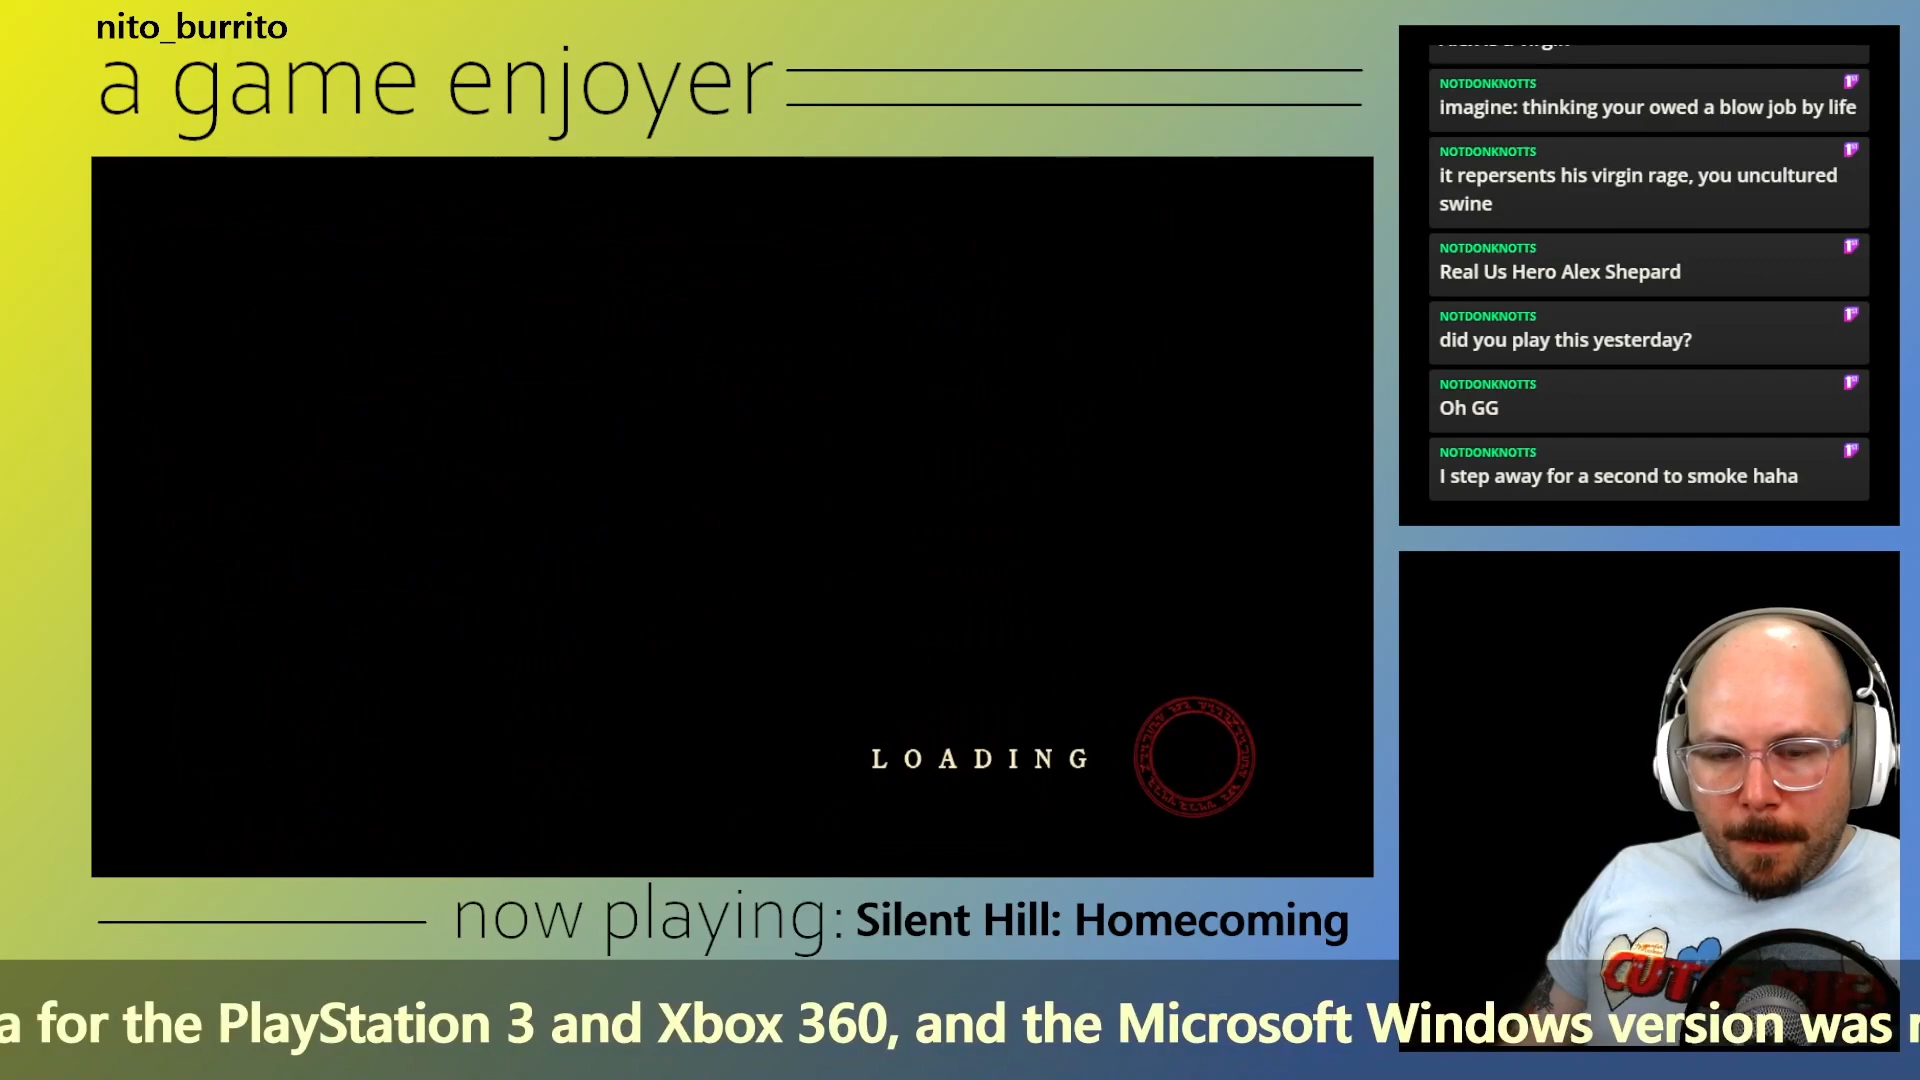 nito_burrito
a game enjoyer
NOTDONKNOTTS
imagine: thinking your owed a blow job by life
NOTDONKNOTTS
it repersents his virgin rage, you uncultured
swine
NOTDONKNOTTS
Real Us Hero Alex Shepard
NOTDONKNOTTS
did you play this yesterday?
NOTDONKNOTTS
Oh GG
NOTDONKNOTTS
I step away for a second to smoke haha
LOADING
now playing: Silent Hill: Homecoming
a for the PlayStation 3 and Xbox 360, and the Microsoft Windows version was